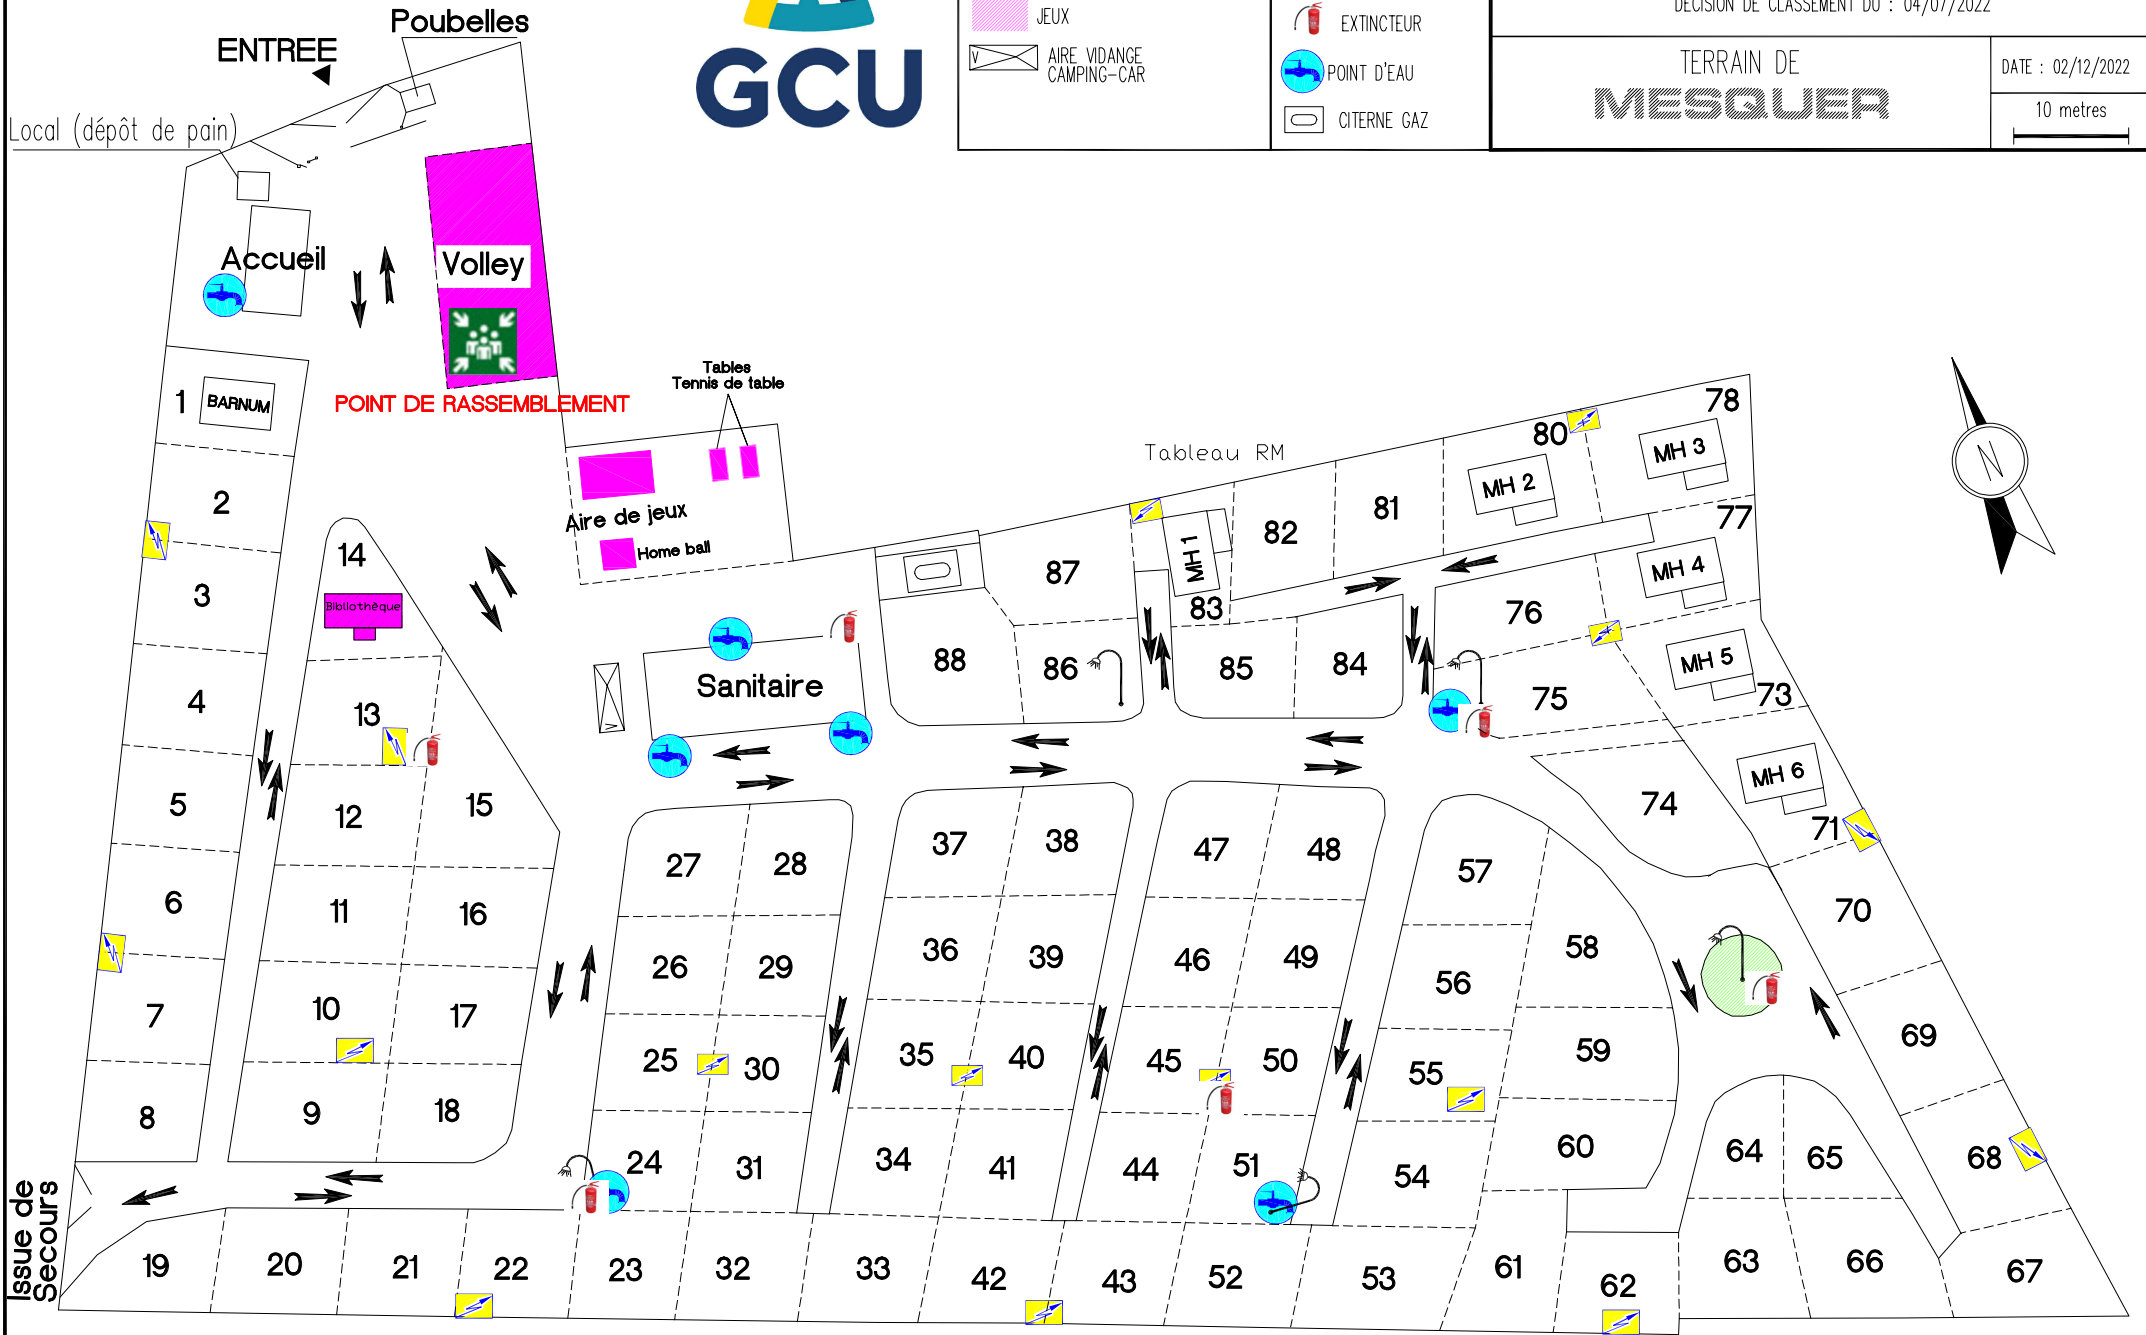 Poubelles
ENTREE
Local (dépôt de pain)
GCU
JEUX
V
AIRE VIDANGE
CAMPING-CAR
EXTINCTEUR
POINT D'EAU
CITERNE GAZ
DECISION DE CLASSEMENT DU : 04/07/2022
TERRAIN DE
MESQUER
DATE : 02/12/2022
10 metres
Accueil
Volley
POINT DE RASSEMBLEMENT
Tables
Tennis de table
Aire de jeux
Home ball
Tableau RM
N
1
BARNUM
2
3
4
5
6
7
8
14
Bibliothèque
13
12
15
11
16
10
17
9
18
Sanitaire
V
88
87
86
MH 1
83
82
81
80
MH 2
78
MH 3
77
MH 4
85
84
76
75
MH 5
73
MH 6
71
74
70
69
68
67
27
28
26
29
25
30
24
31
37
38
36
39
35
40
34
41
47
48
46
49
45
50
44
51
57
58
56
59
55
60
54
64
65
63
66
Issue de
Secours
19
20
21
22
23
32
33
42
43
52
53
61
62